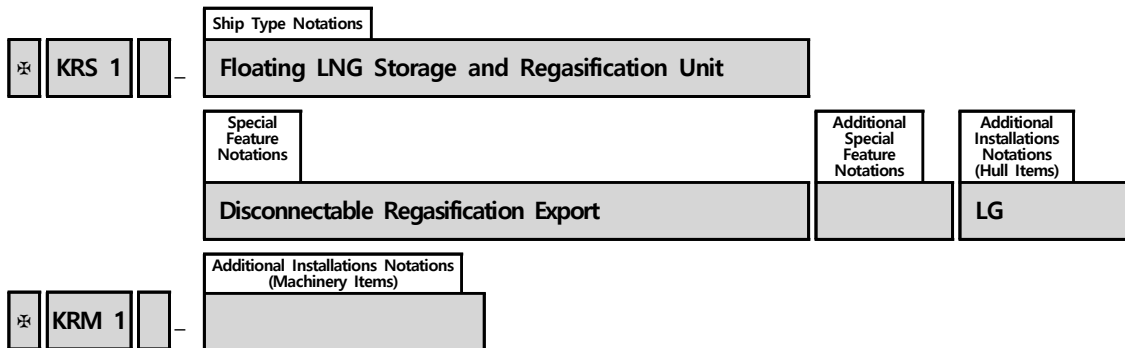 Ship Type Notations
✠ KRS 1 _ Floating LNG Storage and Regasification Unit
Special
Feature
Notations
Additional
Special
Feature
Notations
Additional
Installations
Notations
(Hull Items)
Disconnectable Regasification Export
LG
Additional Installations Notations
(Machinery Items)
✠ KRM 1 _